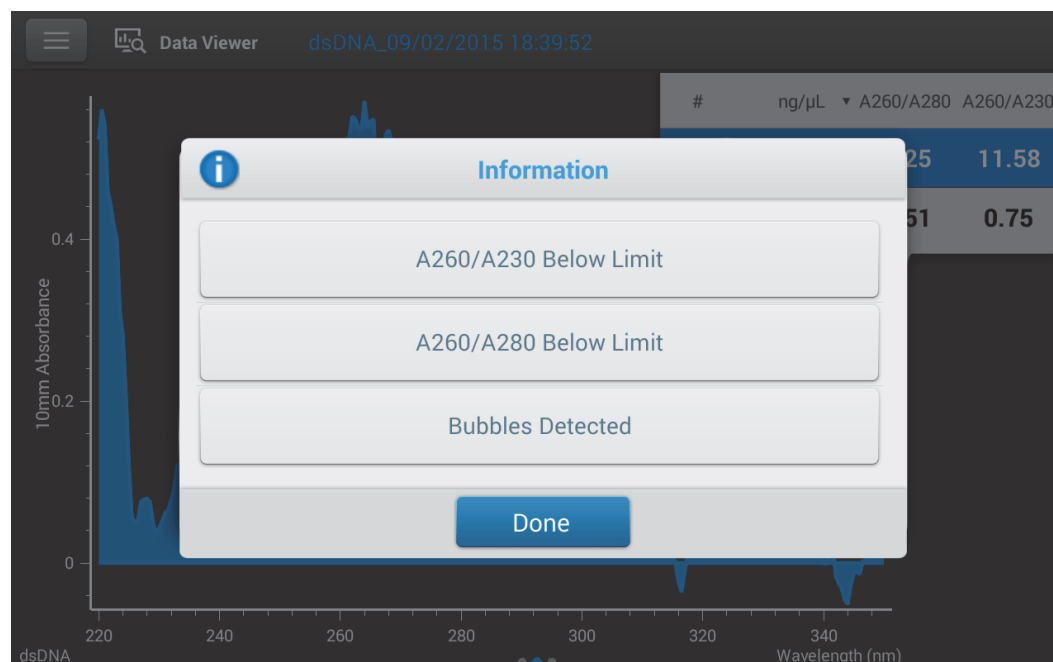 Data Viewer dsDNA_09/02/2015 18:39:52
# ng/µL ▼ A260/A280 A260/A230
25 11.58
51 0.75
Information
A260/A230 Below Limit
A260/A280 Below Limit
Bubbles Detected
Done
10mm Absorbance
0.4
0.2
0
220 240 260 280 300 320 340
dsDNA
Wavelength (nm)